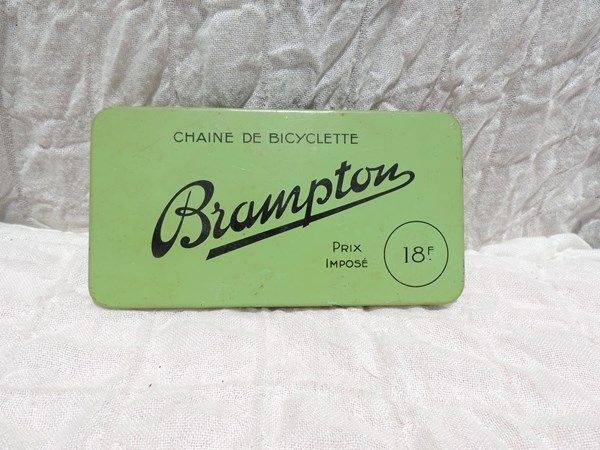 CHAINE DE BICYCLETTE
Brampton
PRIX
IMPOSÉ
18F.